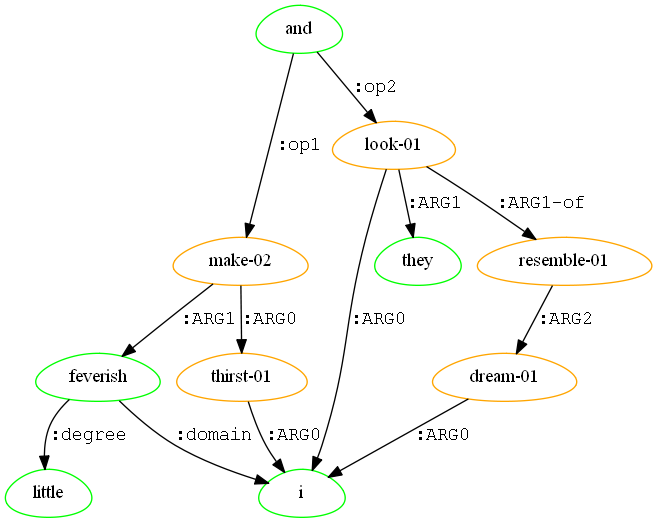 and
:op2
:op1
look-01
:ARG1 :ARG1-of
make-02 they resemble-01
:ARG1 :ARG0 :ARG0 :ARG2
feverish thirst-01 dream-01
:degree :domain :ARG0 :ARG0
little i